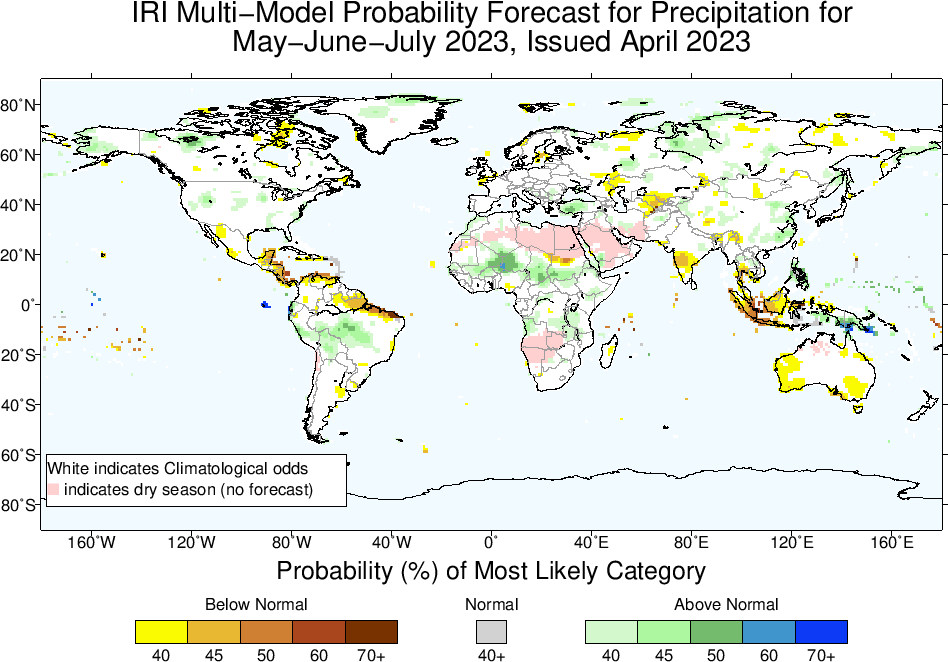 IRI Multi−Model Probability Forecast for Precipitation for
May−June−July 2023, Issued April 2023
80˚N
60˚N
40˚N
20˚N
0˚
20˚S
40˚S
60˚S
80˚S
White indicates Climatological odds
indicates dry season (no forecast)
160˚W 120˚W 80˚W 40˚W 0˚ 40˚E 80˚E 120˚E 160˚E
Probability (%) of Most Likely Category
Below Normal Normal Above Normal
40 45 50 60 70+ 40+ 40 45 50 60 70+